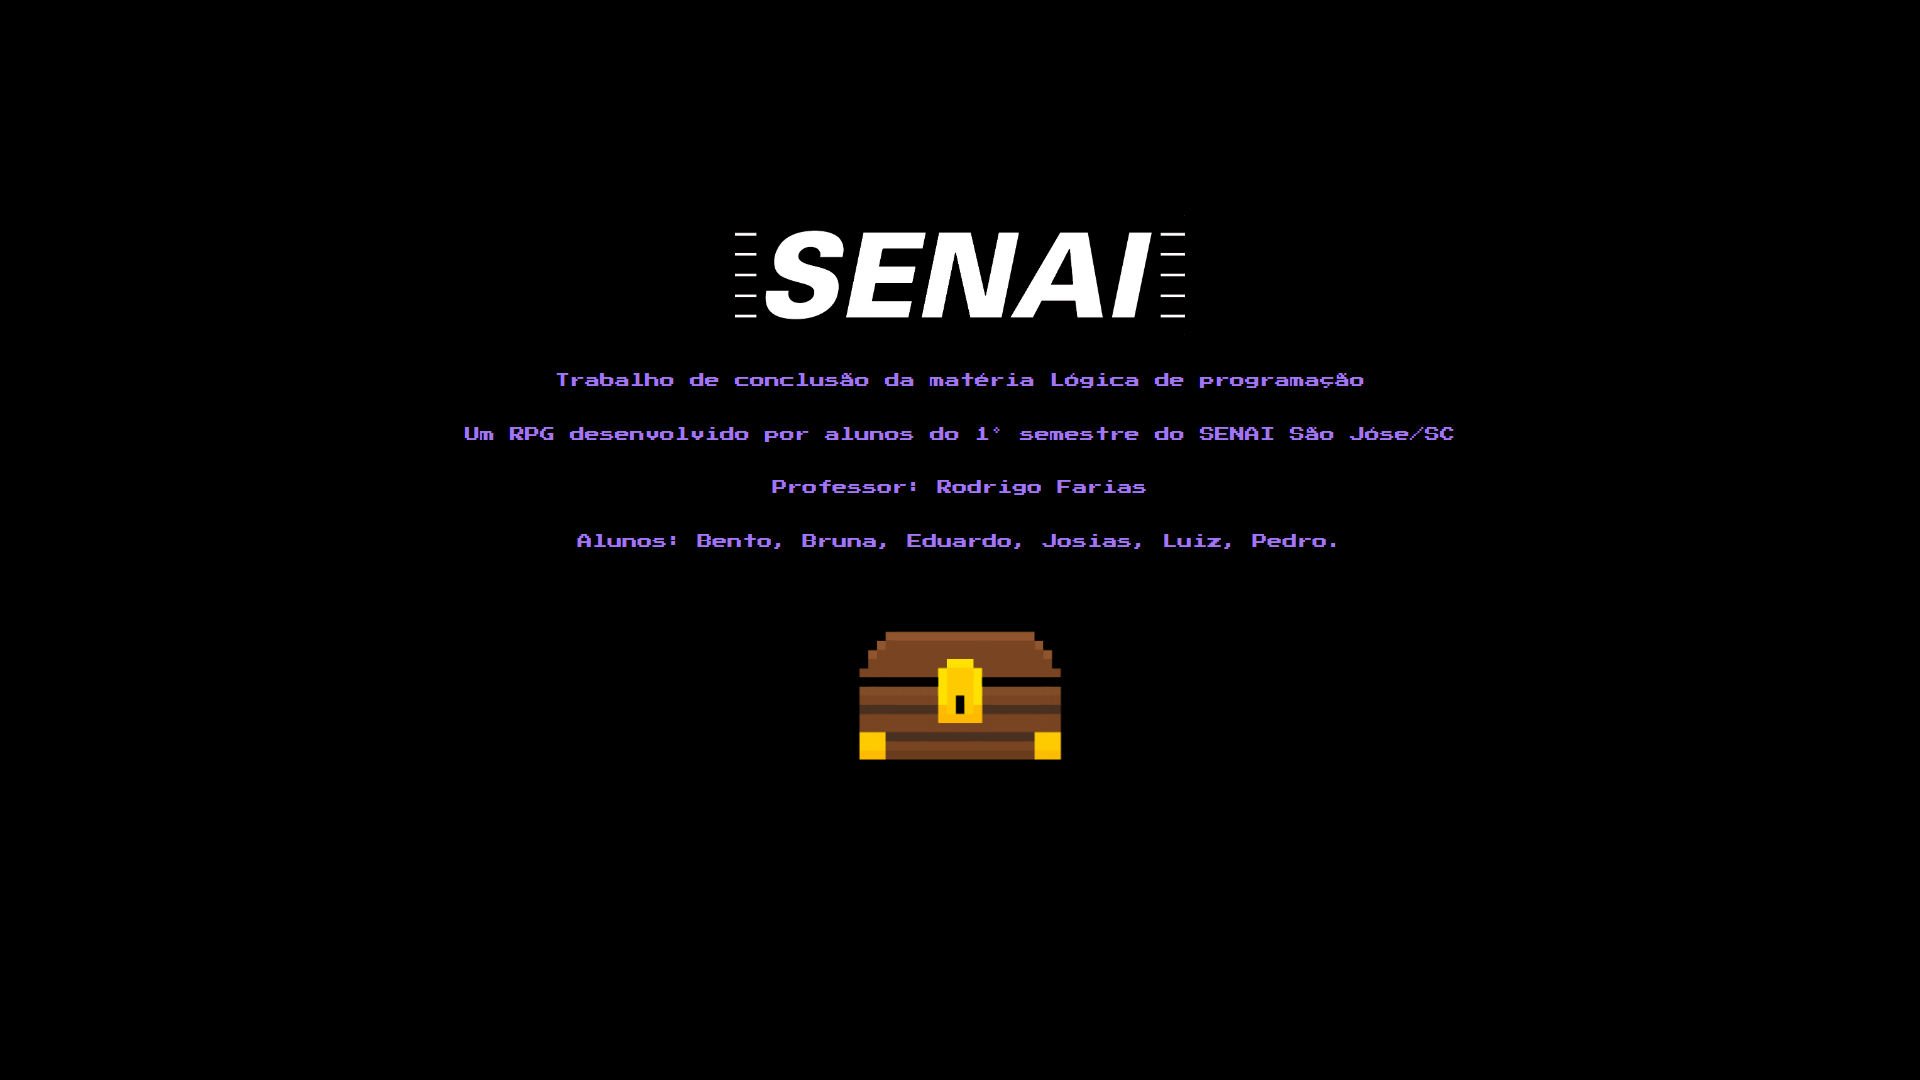 SENAI
Trabalho de conclusão da matéria Lógica de programação
Um RPG desenvolvido por alunos do 1° semestre do SENAI São Jóse/SC
Professor: Rodrigo Farias
Alunos: Bento, Bruna, Eduardo, Josias, Luiz, Pedro.